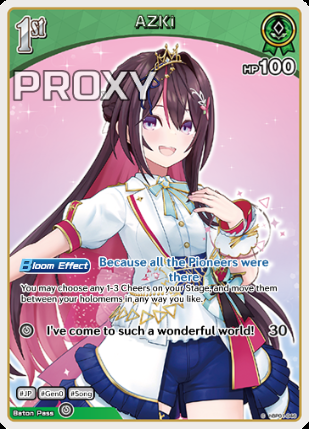 1st
AZKi
HP100
PROXY
Bloom Effect Because all the Pioneers were
there
You may choose any 1-3 Cheers on your Stage, and move them
between your holomems in any way you like.
I've come to such a wonderful world! 30
#JP #Gen0 #Song
Baton Pass